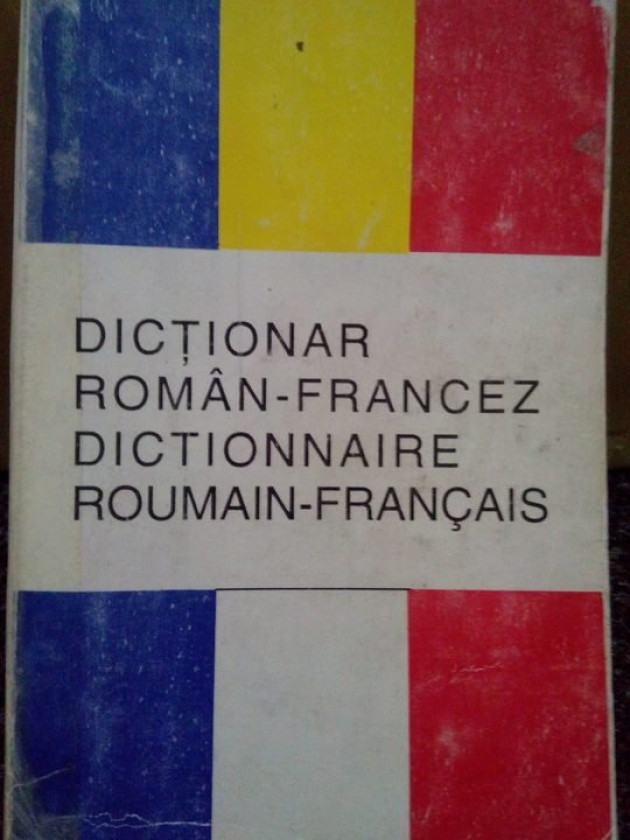 DICȚIONAR
ROMÂN-FRANCEZ
DICTIONNAIRE
ROUMAIN-FRANÇAIS